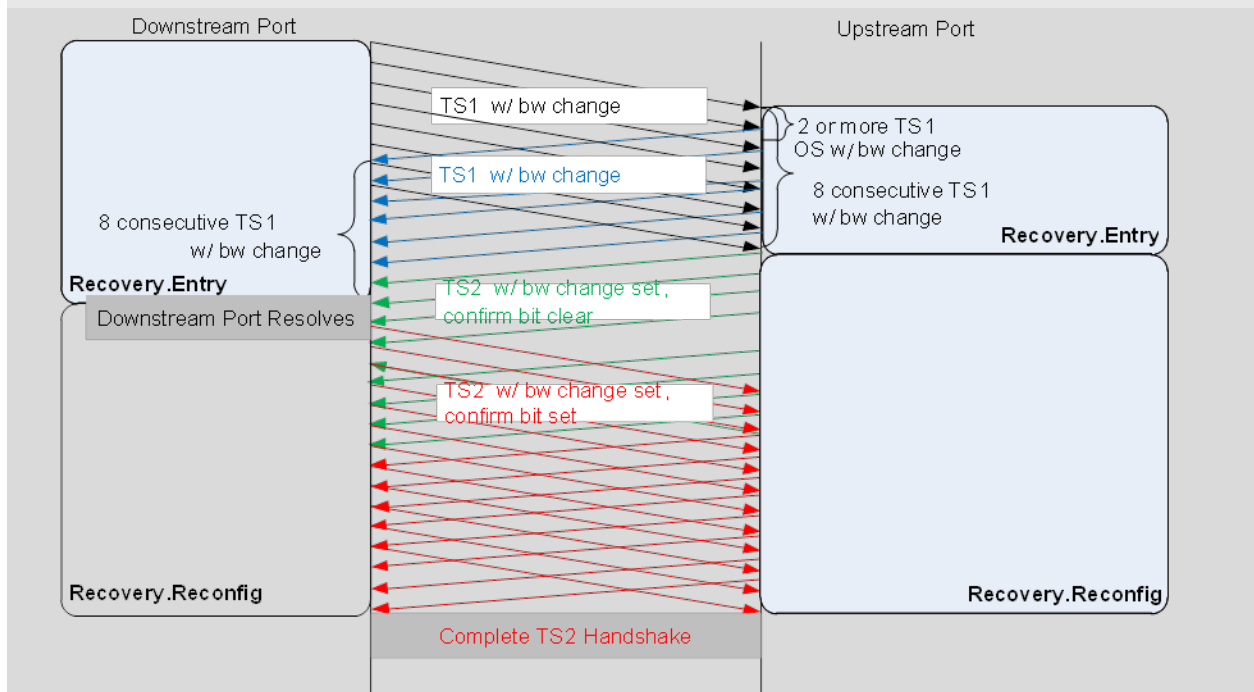 Downstream Port
Upstream Port
TS1 w/ bw change
2 or more TS1
OS w/ bw change
TS1 w/ bw change
8 consecutive TS1
w/ bw change
8 consecutive TS1
w/ bw change
Recovery.Entry
Recovery.Entry
TS2 w/ bw change set,
confirm bit clear
Downstream Port Resolves
TS2 w/ bw change set,
confirm bit set
Recovery.Reconfig
Recovery.Reconfig
Complete TS2 Handshake